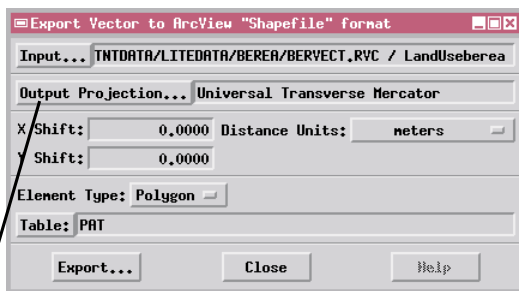 Export Vector to ArcView "Shapefile" format
Input... TNTDATA/LITEDATA/BEREA/BERVECT.RVC / LandUseberea
Output Projection... Universal Transverse Mercator
X Shift: 0.0000 Distance Units: meters
Y Shift: 0.0000
Element Type: Polygon
Table: PAT
Export... Close Help